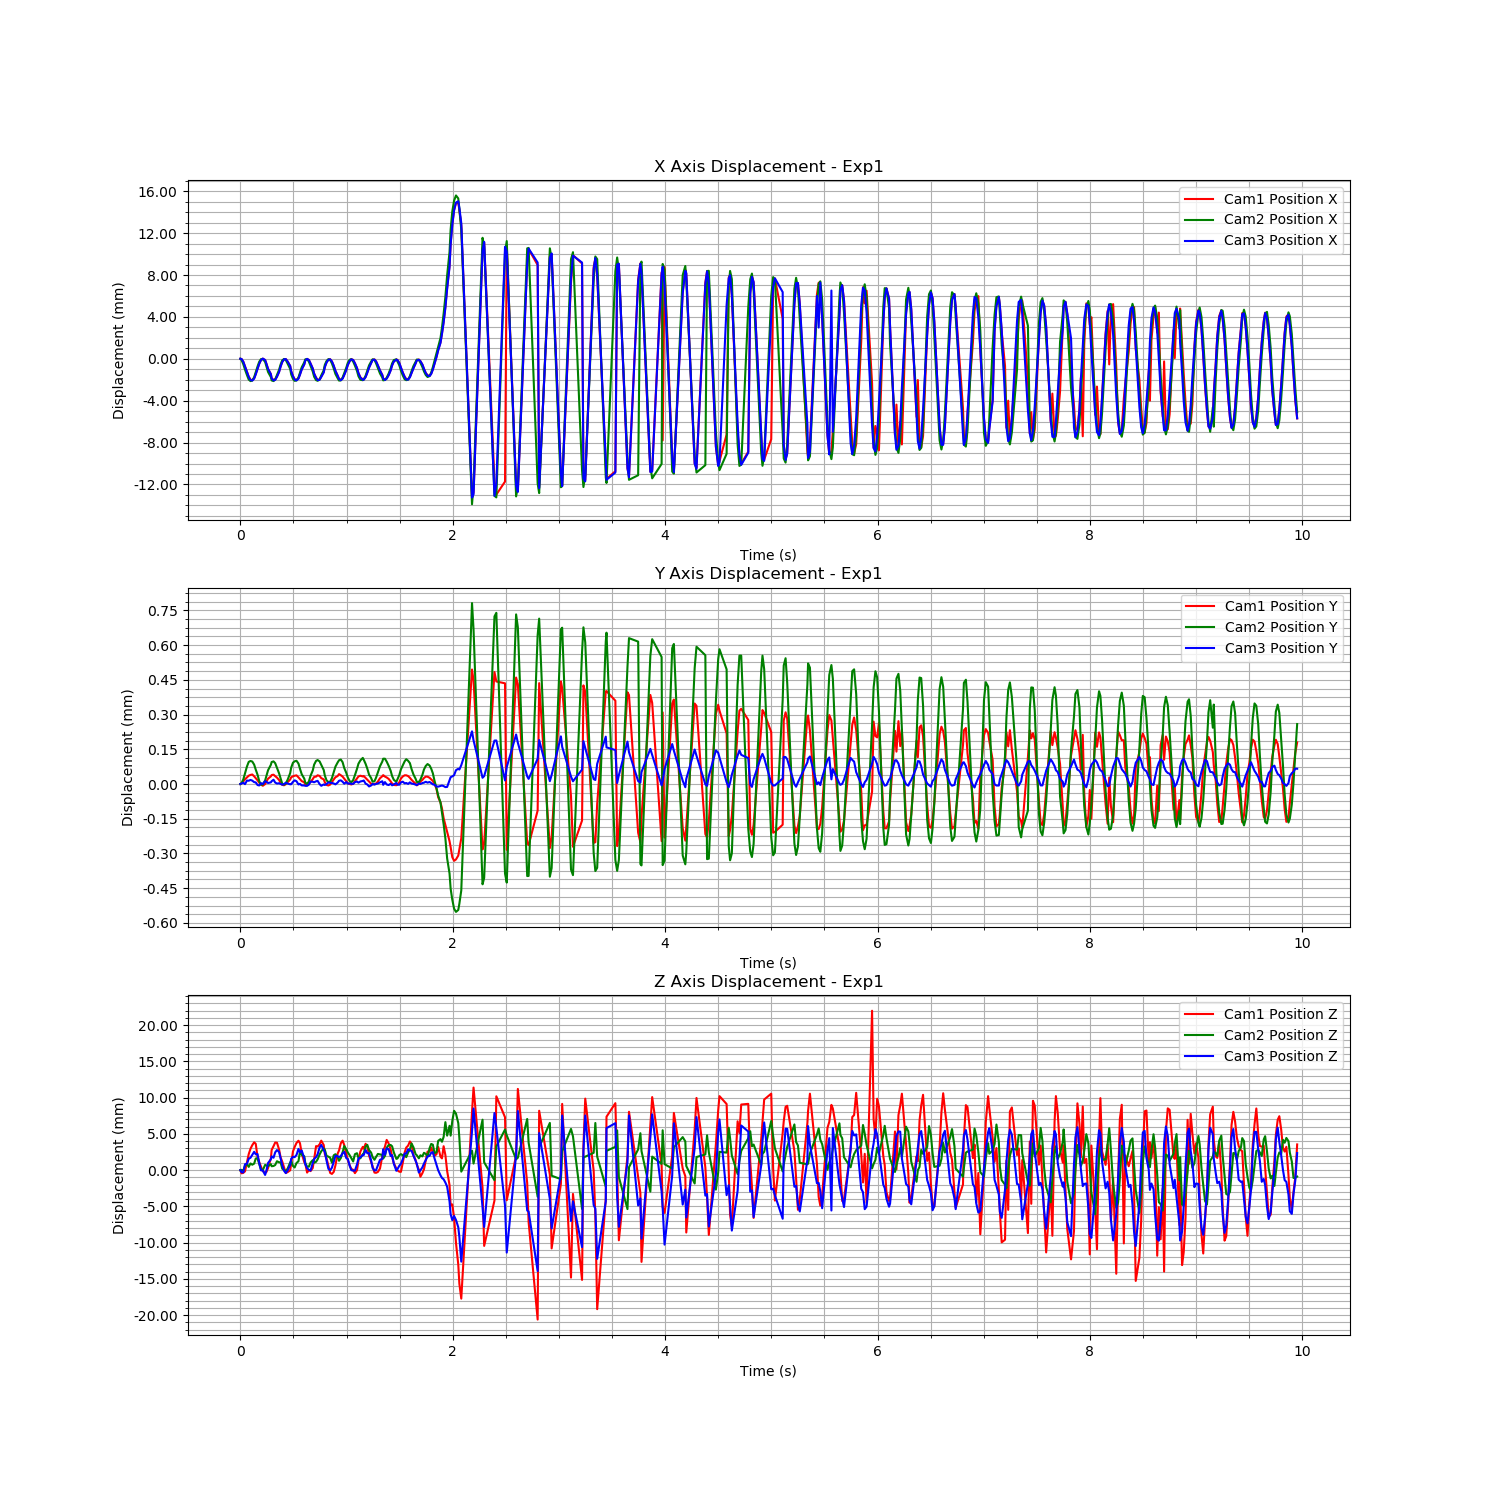 X Axis Displacement - Exp1
16.00
12.00
8.00
4.00
0.00
-4.00
-8.00
-12.00
Displacement (mm)
Cam1 Position X
Cam2 Position X
Cam3 Position X
0 2 4 6 8 10
Time (s)
Y Axis Displacement - Exp1
0.75
0.60
0.45
0.30
0.15
0.00
-0.15
-0.30
-0.45
-0.60
Displacement (mm)
Cam1 Position Y
Cam2 Position Y
Cam3 Position Y
0 2 4 6 8 10
Time (s)
Z Axis Displacement - Exp1
20.00
15.00
10.00
5.00
0.00
-5.00
-10.00
-15.00
-20.00
Displacement (mm)
Cam1 Position Z
Cam2 Position Z
Cam3 Position Z
0 2 4 6 8 10
Time (s)